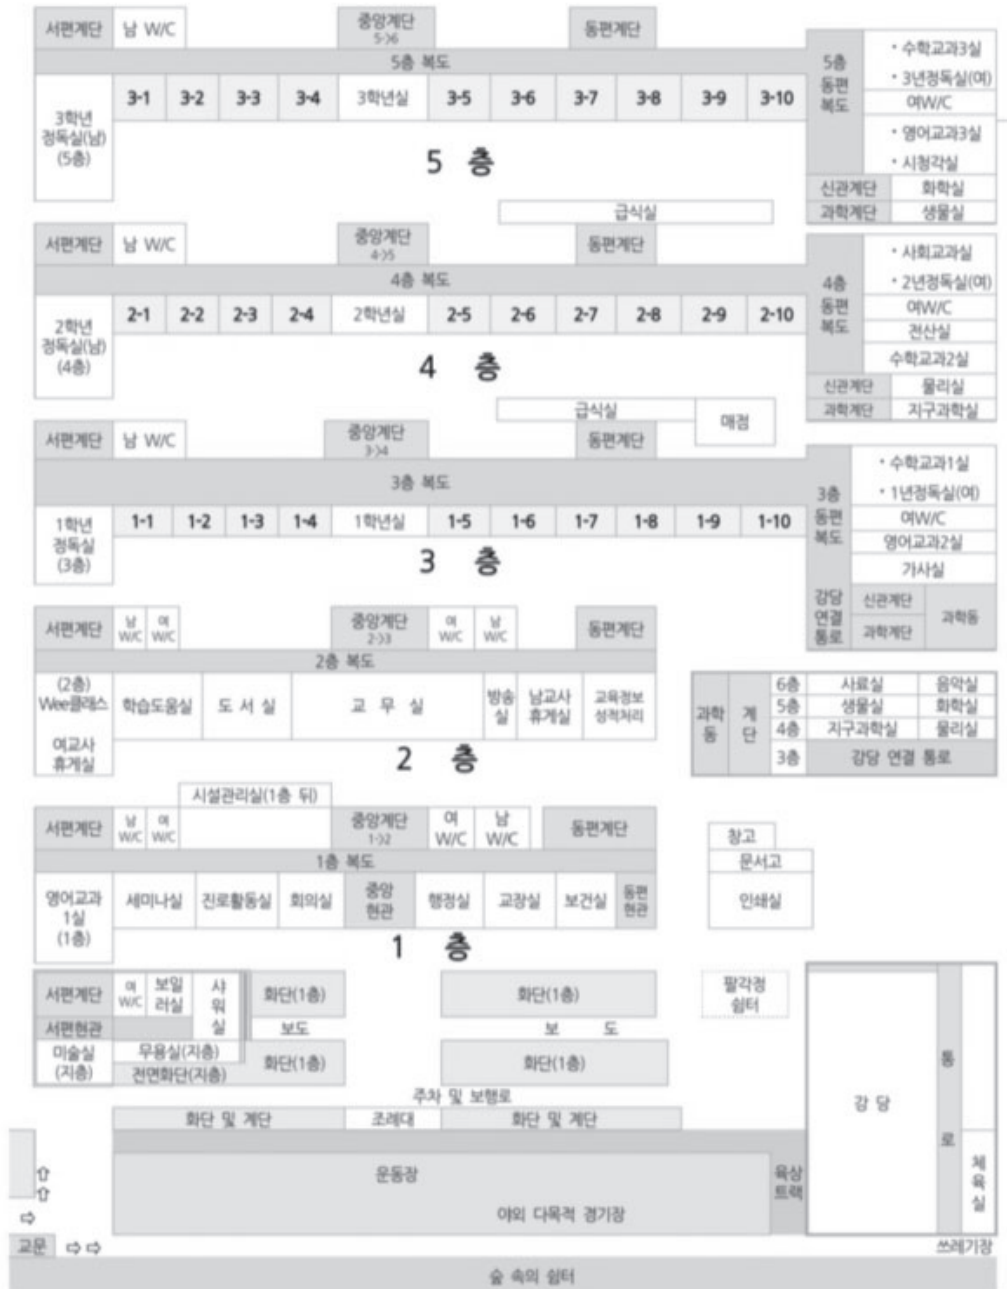 서편계단 남 W/C 중앙계단 동편계단
5->6
5층 복도
3-1 3-2 3-3 3-4 3학년실 3-5 3-6 3-7 3-8 3-9 3-10
3학년
정독실(남)
(5층)
5 층
급식실
5층
동편
복도
• 수학교과3실
• 3년정독실(여)
여W/C
• 영어교과3실
• 시청각실
신관계단 화학실
과학계단 생물실
서편계단 남 W/C 중앙계단 동편계단
4->5
4층 복도
2-1 2-2 2-3 2-4 2학년실 2-5 2-6 2-7 2-8 2-9 2-10
2학년
정독실(남)
(4층)
4 층
급식실
매점
4층
동편
복도
• 사회교과실
• 2년정독실(여)
여W/C
전산실
수학교과2실
신관계단 물리실
과학계단 지구과학실
서편계단 남 W/C 중앙계단 동편계단
3->4
3층 복도
1-1 1-2 1-3 1-4 1학년실 1-5 1-6 1-7 1-8 1-9 1-10
1학년
정독실
(3층)
3 층
3층
동편
복도
• 수학교과1실
• 1년정독실(여)
여W/C
영어교과2실
가사실
강당
연결
통로
신관계단
과학계단
과학동
서편계단 남 W/C 여 W/C 중앙계단 여 W/C 남 W/C 동편계단
2->3
2층 복도
(2층)
Wee클래스
여교사
휴게실
학습도움실 도 서 실 교 무 실 방송실 남교사 휴게실 교육정보 성적처리
2 층
과학동 계단
6층 사료실 음악실
5층 생물실 화학실
4층 지구과학실 물리실
3층 강당 연결 통로
시설관리실(1층 뒤)
서편계단 남 W/C 여 W/C 중앙계단 여 W/C 남 W/C 동편계단
1->2
1층 복도
영어교과
1실
(1층)
세미나실 진로활동실 회의실 중앙 현관 행정실 교장실 보건실 동편 현관
1 층
창고
문서고
인쇄실
서편계단 여 W/C 보일러실 샤워실 화단(1층) 화단(1층)
서편현관 보도 보 도
미술실
(지층)
무용실(지층) 화단(1층) 화단(1층)
전면화단(지층)
팔각정
쉼터
주차 및 보행로
화단 및 계단 조례대 화단 및 계단
운동장
야외 다목적 경기장
육상
트랙
강 당
통 로
체육실
⇧
⇧
⇨
교문 ⇨ ⇨
쓰레기장
숲 속의 쉼터